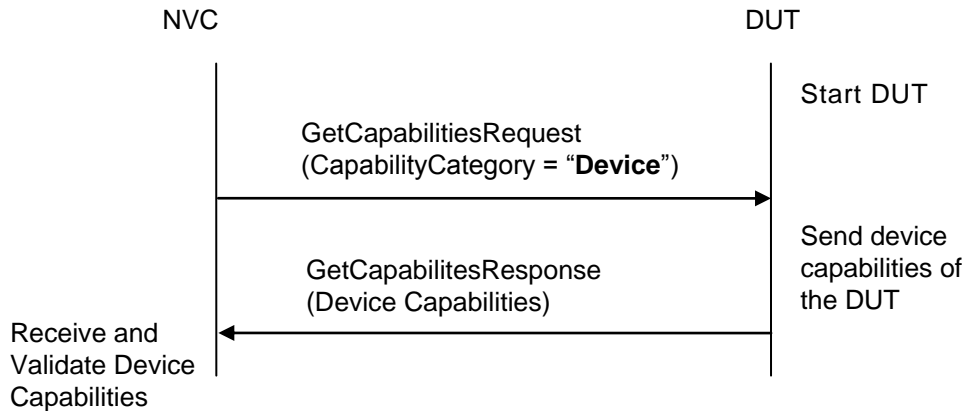 NVC
DUT
Start DUT
GetCapabilitiesRequest
(CapabilityCategory = “Device”)
Send device
capabilities of
the DUT
GetCapabilitesResponse
(Device Capabilities)
Receive and
Validate Device
Capabilities